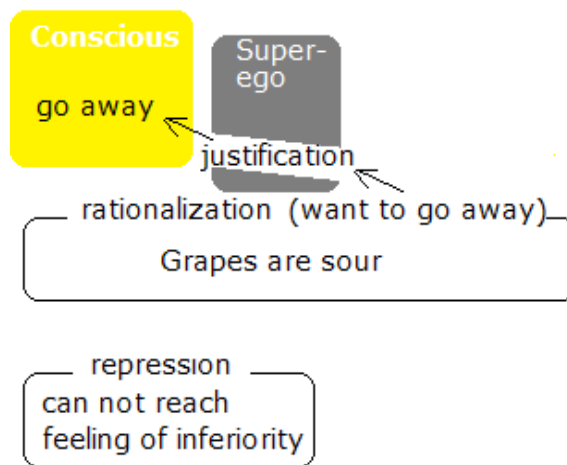 Conscious
Super-
ego
go away
justification
rationalization (want to go away)
Grapes are sour
repression
can not reach
feeling of inferiority